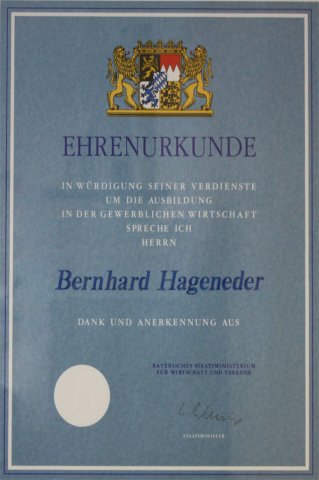 EHRENURKUNDE
IN WÜRDIGUNG SEINER VERDIENSTE
UM DIE AUSBILDUNG
IN DER GEWERBLICHEN WIRTSCHAFT
SPRECHE ICH
HERRN
Bernhard Hageneder
DANK UND ANERKENNUNG AUS
BAYERISCHES STAATSMINISTERIUM
FÜR WIRTSCHAFT UND VERKEHR
STAATSMINISTER